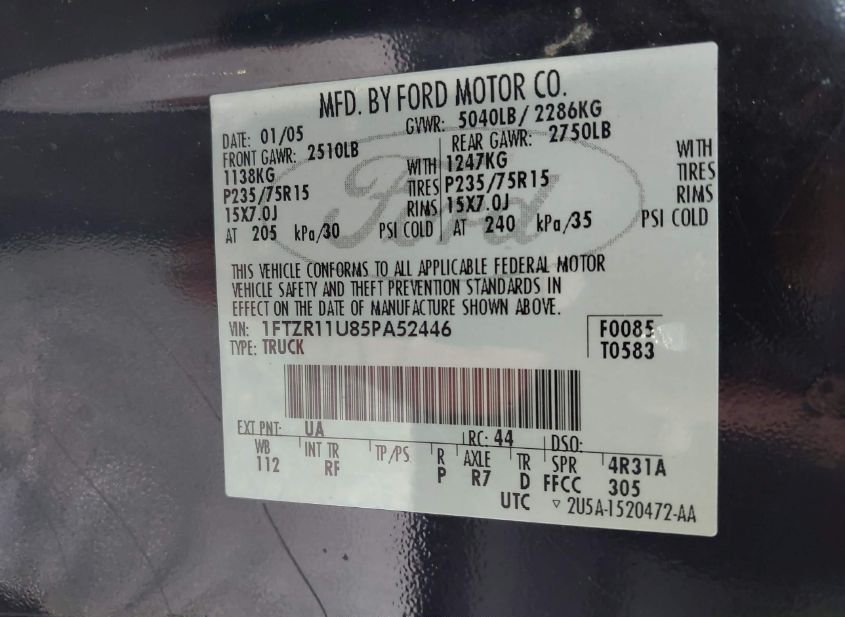 MFD. BY FORD MOTOR CO.
DATE: 01/05 GVWR: 5040LB/ 2286KG
FRONT GAWR: 2510LB REAR GAWR: 2750LB
1138KG WITH 1247KG WITH
P235/75R15 TIRES P235/75R15 TIRES
15X7.0J RIMS 15X7.0J RIMS
AT 205 kPa/30 PSI COLD AT 240 kPa/35 PSI COLD
Ford
THIS VEHICLE CONFORMS TO ALL APPLICABLE FEDERAL MOTOR
VEHICLE SAFETY AND THEFT PREVENTION STANDARDS IN
EFFECT ON THE DATE OF MANUFACTURE SHOWN ABOVE.
VIN: 1FTZR11U85PA52446 F0085
TYPE: TRUCK T0583
EXT PNT: UA RC: 44 DSO:
WB INT TR TP/PS R AXLE TR SPR 4R31A
112 RF P R7 D FFCC 305
UTC ▽ 2U5A-1520472-AA